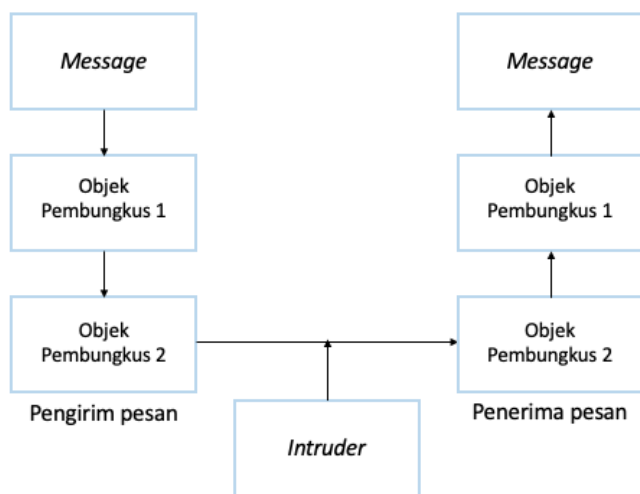 Message
Message
Objek
Pembungkus 1
Objek
Pembungkus 1
Objek
Pembungkus 2
Objek
Pembungkus 2
Pengirim pesan
Penerima pesan
Intruder